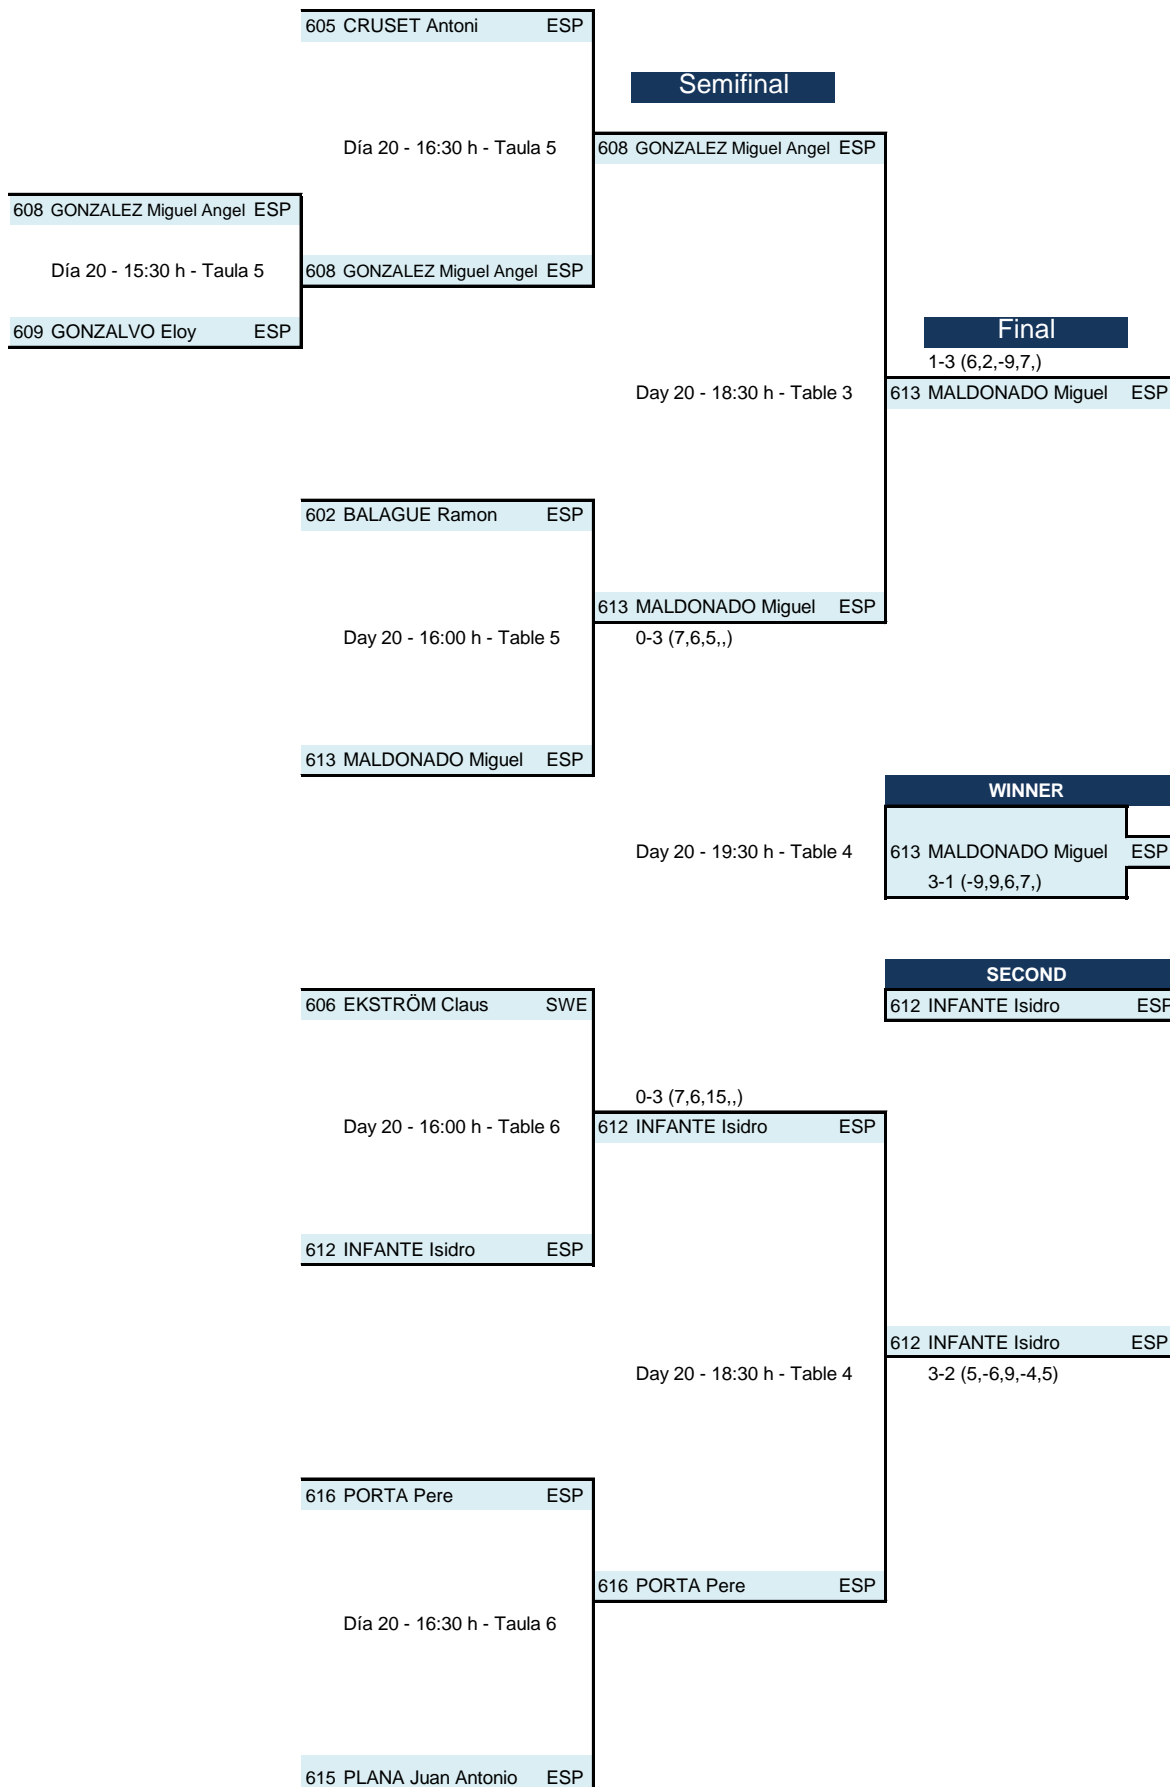 605 CRUSET Antoni ESP
Semifinal
Día 20 - 16:30 h - Taula 5
608 GONZALEZ Miguel Angel ESP
608 GONZALEZ Miguel Angel ESP
Día 20 - 15:30 h - Taula 5
608 GONZALEZ Miguel Angel ESP
609 GONZALVO Eloy ESP
Final
1-3 (6,2,-9,7,)
Day 20 - 18:30 h - Table 3
613 MALDONADO Miguel ESP
602 BALAGUE Ramon ESP
613 MALDONADO Miguel ESP
Day 20 - 16:00 h - Table 5
0-3 (7,6,5,,)
613 MALDONADO Miguel ESP
WINNER
Day 20 - 19:30 h - Table 4
613 MALDONADO Miguel ESP
3-1 (-9,9,6,7,)
SECOND
606 EKSTRÖM Claus SWE
612 INFANTE Isidro ESP
0-3 (7,6,15,,)
Day 20 - 16:00 h - Table 6
612 INFANTE Isidro ESP
612 INFANTE Isidro ESP
612 INFANTE Isidro ESP
Day 20 - 18:30 h - Table 4
3-2 (5,-6,9,-4,5)
616 PORTA Pere ESP
616 PORTA Pere ESP
Día 20 - 16:30 h - Taula 6
615 PLANA Juan Antonio ESP